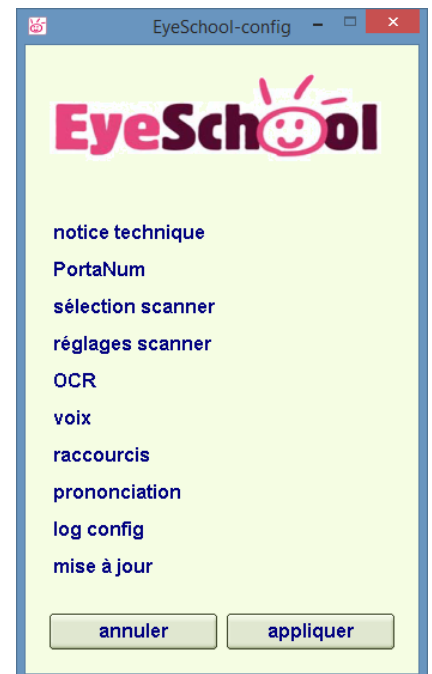 EyeSchool-config
EyeSchool
notice technique
PortaNum
sélection scanner
réglages scanner
OCR
voix
raccourcis
prononciation
log config
mise à jour
annuler appliquer